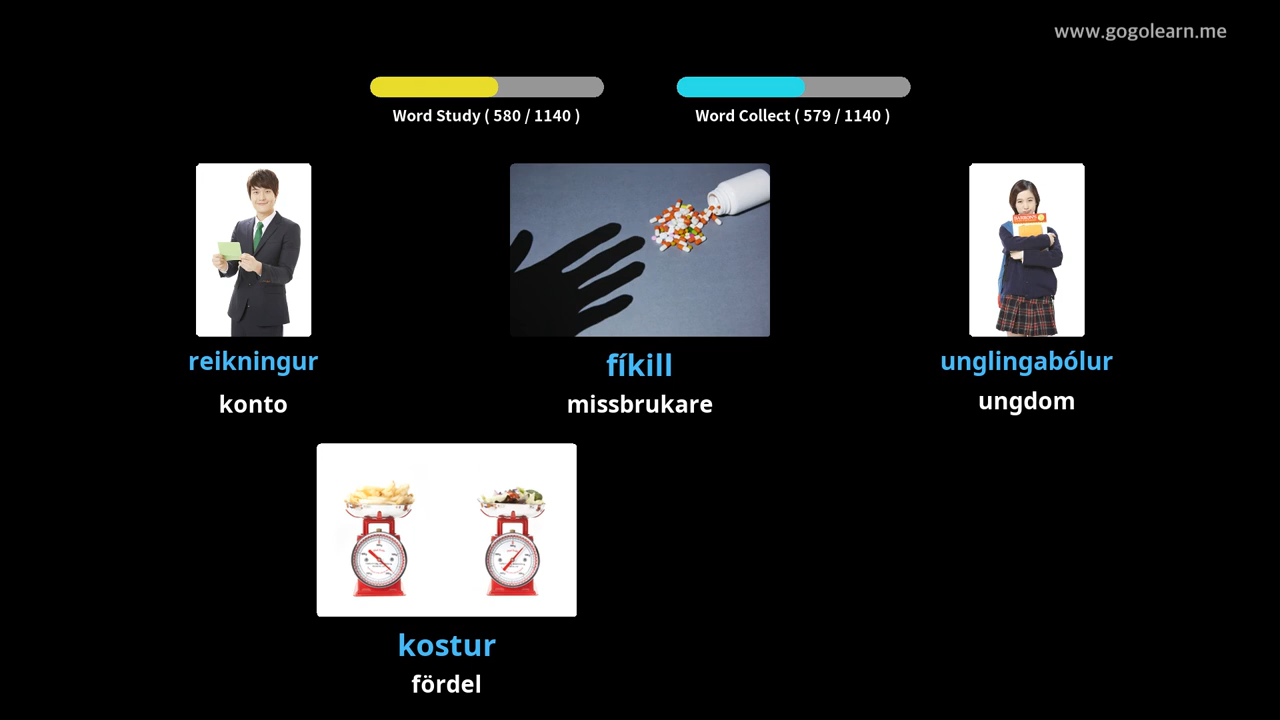 www.gogolearn.me
Word Study ( 580 / 1140 )
Word Collect ( 579 / 1140 )
reikningur
konto
fíkill
missbrukare
unglingabólur
ungdom
kostur
fördel